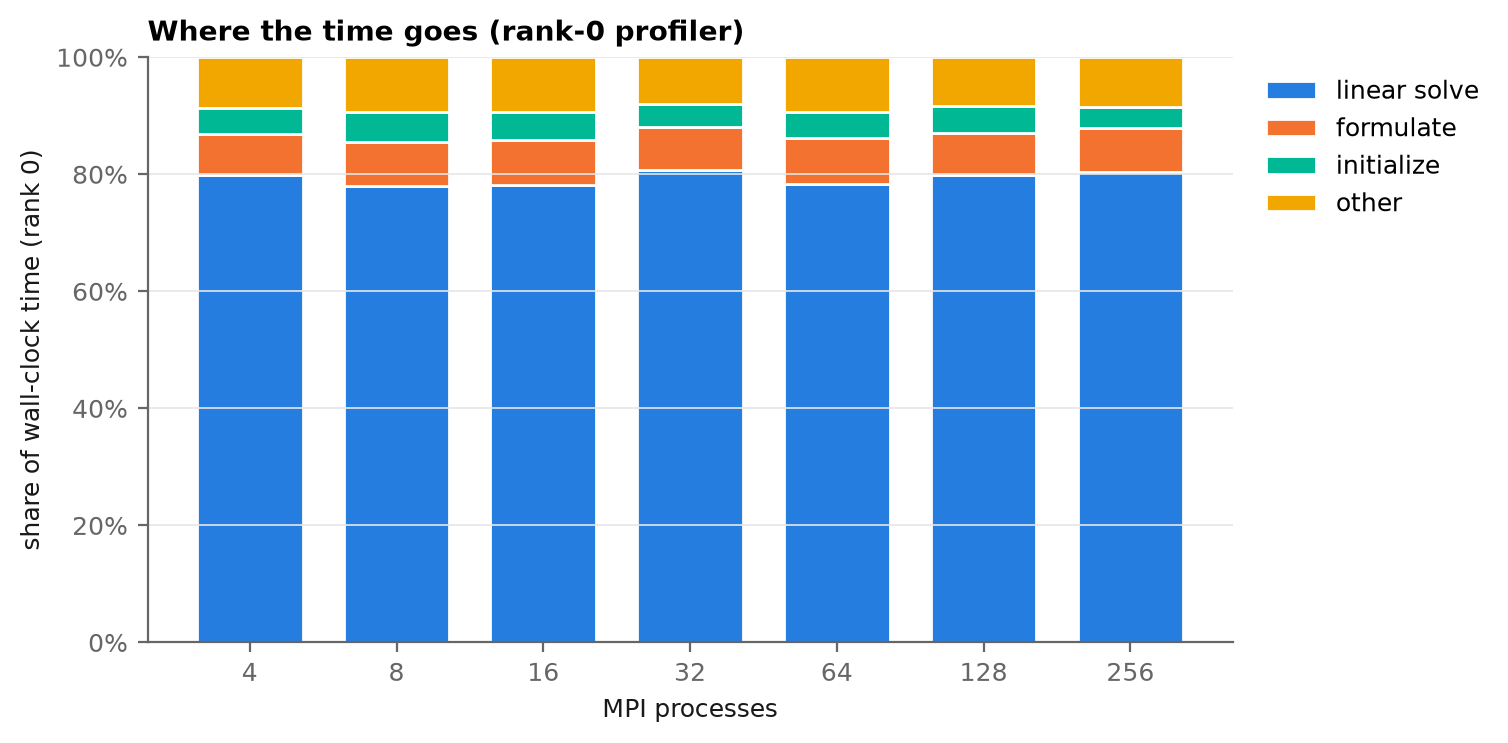 Where the time goes (rank-0 profiler)
share of wall-clock time (rank 0)
100%
80%
60%
40%
20%
0%
4 8 16 32 64 128 256
MPI processes
linear solve
formulate
initialize
other